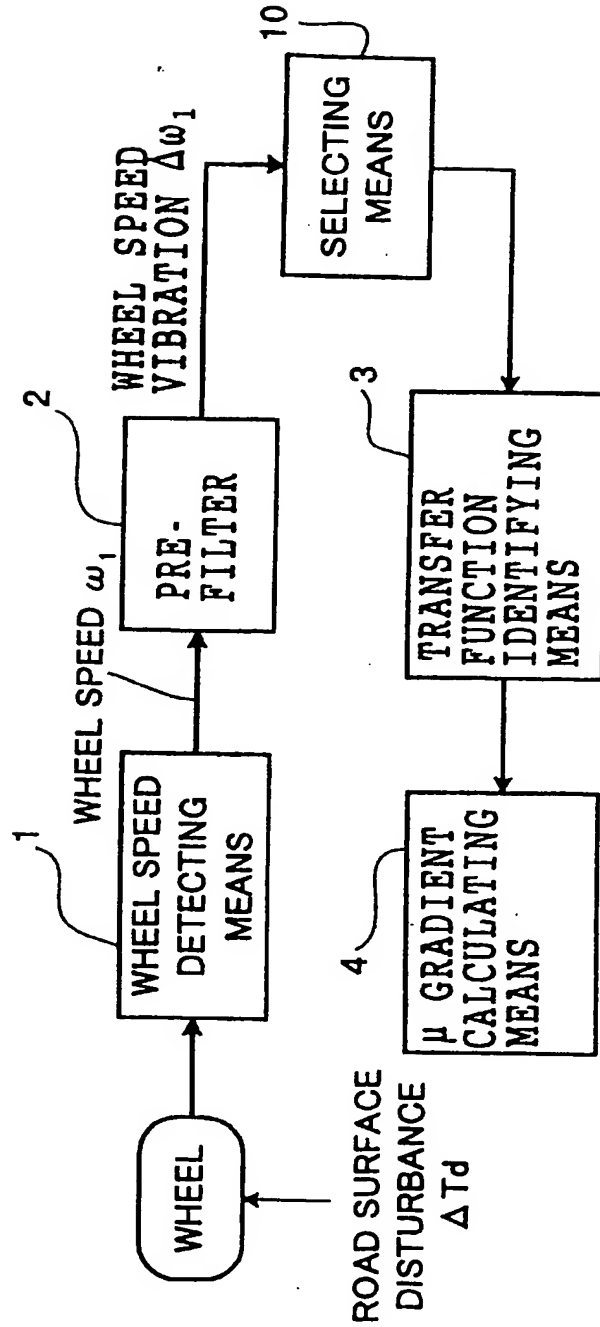 ROAD SURFACE
DISTURBANCE
ΔTd
WHEEL
1
WHEEL SPEED
DETECTING
MEANS
WHEEL SPEED ω₁
2
PRE-
FILTER
WHEEL SPEED
VIBRATION Δω₁
10
SELECTING
MEANS
3
TRANSFER
FUNCTION
IDENTIFYING
MEANS
4
μ GRADIENT
CALCULATING
MEANS